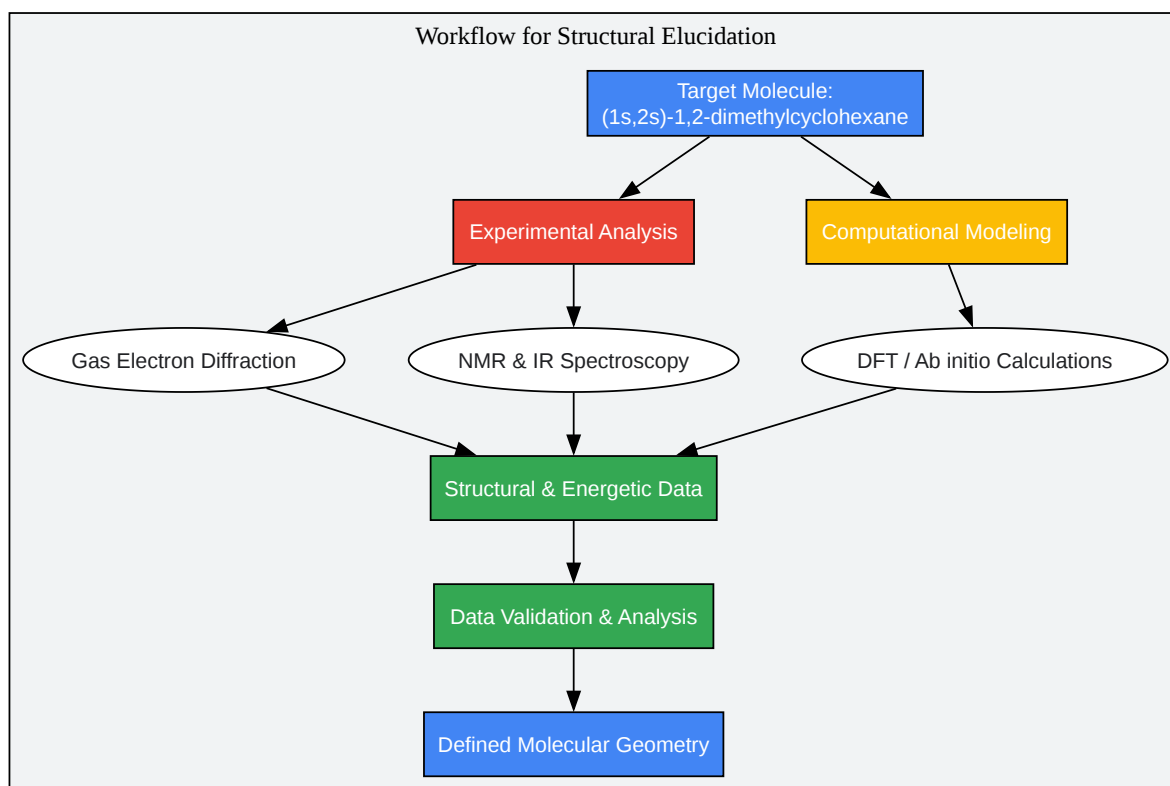 Workflow for Structural Elucidation
Target Molecule:
(1s,2s)-1,2-dimethylcyclohexane
Experimental Analysis
Computational Modeling
Gas Electron Diffraction
NMR & IR Spectroscopy
DFT / Ab initio Calculations
Structural & Energetic Data
Data Validation & Analysis
Defined Molecular Geometry